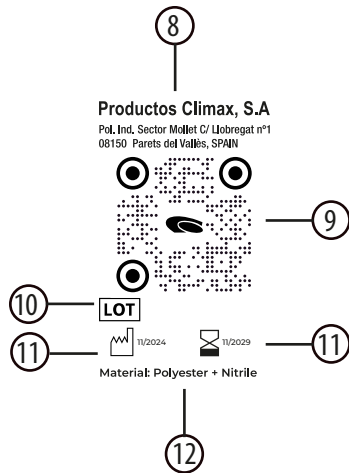 8
Productos Climax, S.A
Pol. Ind. Sector Mollet C/ Llobregat nº1
08150 Parets del Vallès, SPAIN
9
10
LOT
11
11/2024
11/2029
11
Material: Polyester + Nitrile
12